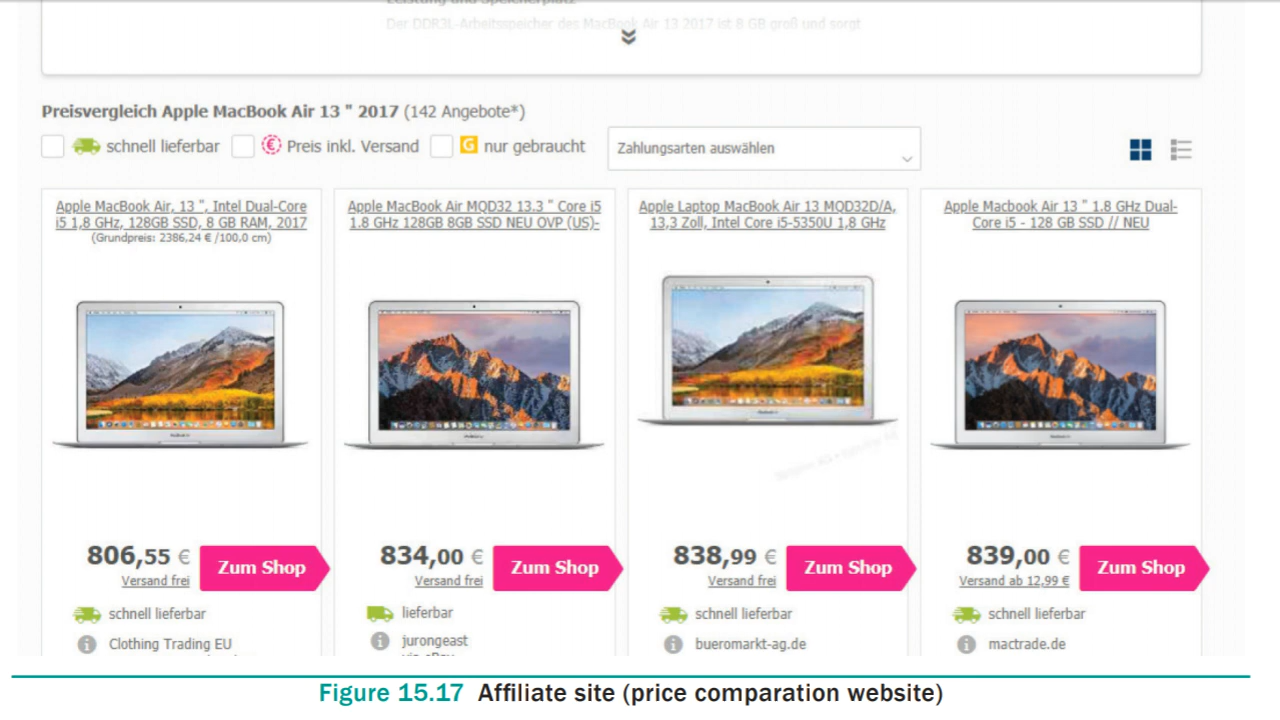 Leistung und Speicherplatz
Der DDR3L-Arbeitsspeicher des MacBook Air 13 2017 ist 8 GB groß und sorgt
Preisvergleich Apple MacBook Air 13 " 2017 (142 Angebote*)
schnell lieferbar Preis inkl. Versand G nur gebraucht Zahlungsarten auswählen
Apple MacBook Air, 13 ", Intel Dual-Core
i5 1,8 GHz, 128GB SSD, 8 GB RAM, 2017
(Grundpreis: 2386,24 € /100,0 cm)
806,55 €
Zum Shop
Versand frei
schnell lieferbar
Clothing Trading EU
Apple MacBook Air MQD32 13.3 " Core i5
1.8 GHz 128GB 8GB SSD NEU OVP (US)-
834,00 €
Zum Shop
Versand frei
lieferbar
jurongeast
via eBay
Apple Laptop MacBook Air 13 MQD32D/A,
13,3 Zoll, Intel Core i5-5350U 1,8 GHz
838,99 €
Zum Shop
Versand frei
schnell lieferbar
bueromarkt-ag.de
Apple Macbook Air 13 " 1.8 GHz Dual-
Core i5 - 128 GB SSD // NEU
839,00 €
Zum Shop
Versand ab 12,99 €
schnell lieferbar
mactrade.de
Figure 15.17 Affiliate site (price comparation website)